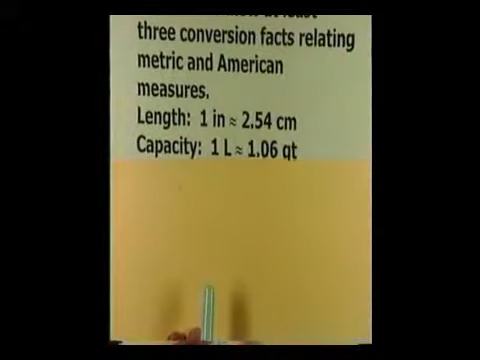 three conversion facts relating
metric and American
measures.
Length: 1 in ≈ 2.54 cm
Capacity: 1 L ≈ 1.06 qt